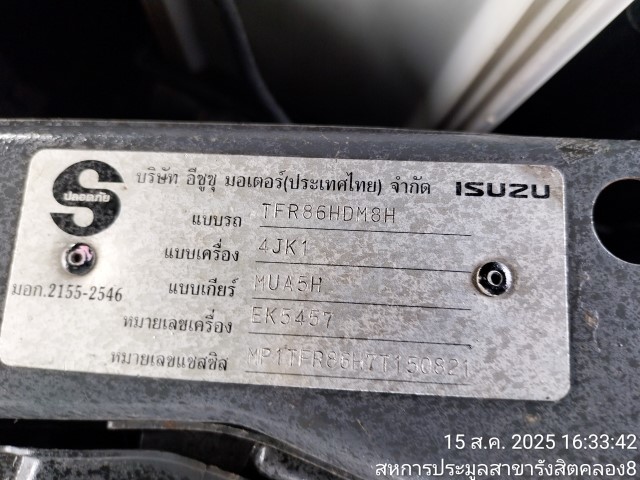 บริษัท อีซูซุ มอเตอร์(ประเทศไทย) จำกัด ISUZU
ปลอดภัย
แบบรถ TFR86HDM8H
แบบเครื่อง 4JK1
แบบเกียร์ MUA5H
มอก.2155-2546
หมายเลขเครื่อง EK5457
หมายเลขแชสซิส MP1TFR86H7T150821
15 ส.ค. 2025 16:33:42
สหการประมูลสาขารังสิตคลอง8